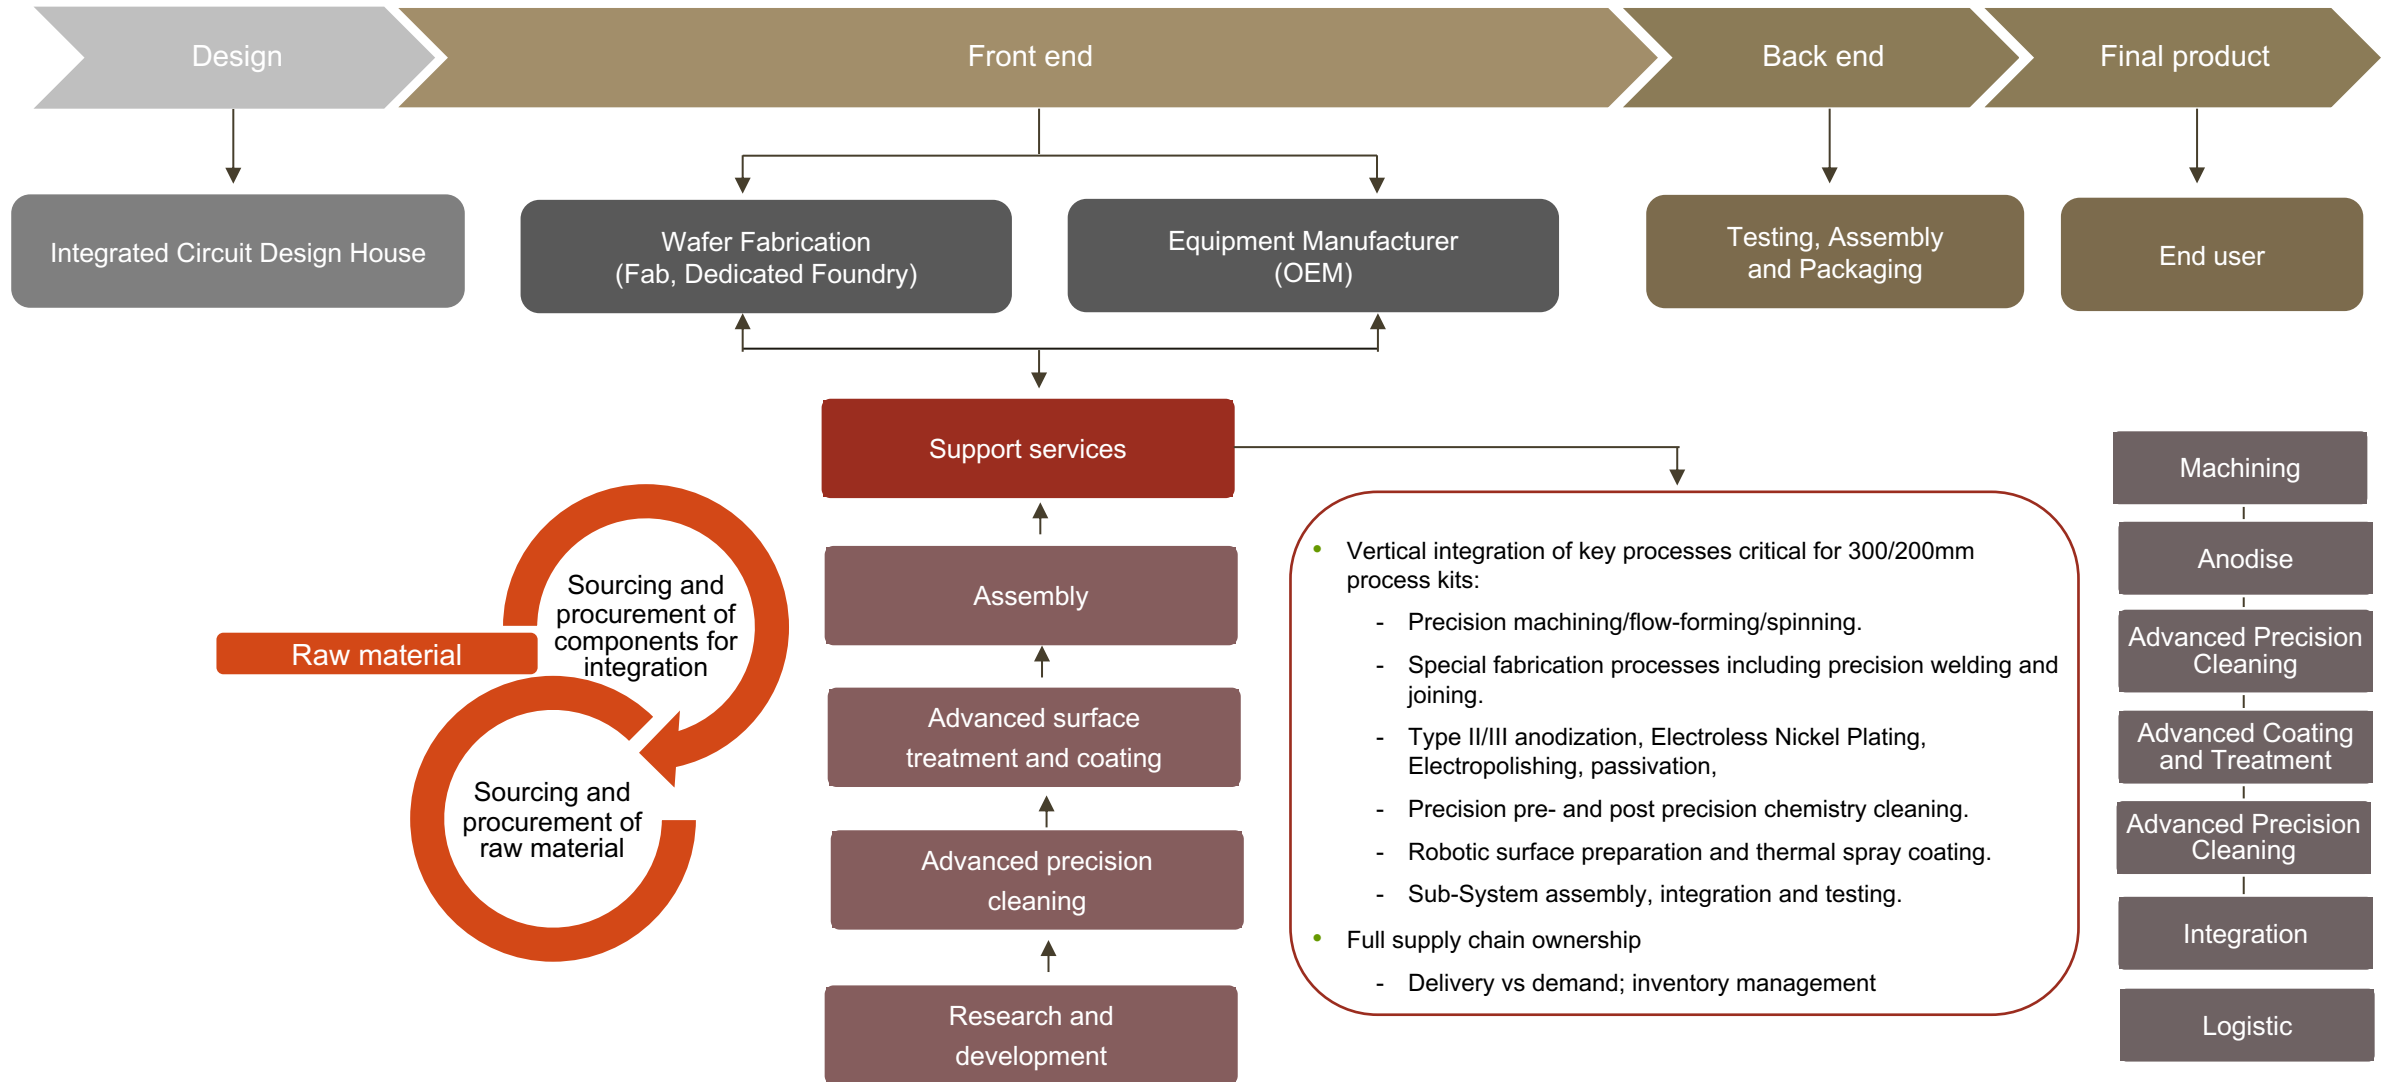 Design
Front end
Back end
Final product
Integrated Circuit Design House
Wafer Fabrication
(Fab, Dedicated Foundry)
Equipment Manufacturer
(OEM)
Testing, Assembly
and Packaging
End user
Support services
Assembly
Advanced surface
treatment and coating
Advanced precision
cleaning
Research and
development
Raw material
Sourcing and
procurement of
components for
integration
Sourcing and
procurement of
raw material
• Vertical integration of key processes critical for 300/200mm
process kits:
- Precision machining/flow-forming/spinning.
- Special fabrication processes including precision welding and
joining.
- Type II/III anodization, Electroless Nickel Plating,
Electropolishing, passivation,
- Precision pre- and post precision chemistry cleaning.
- Robotic surface preparation and thermal spray coating.
- Sub-System assembly, integration and testing.
• Full supply chain ownership
- Delivery vs demand; inventory management
Machining
Anodise
Advanced Precision
Cleaning
Advanced Coating
and Treatment
Advanced Precision
Cleaning
Integration
Logistic